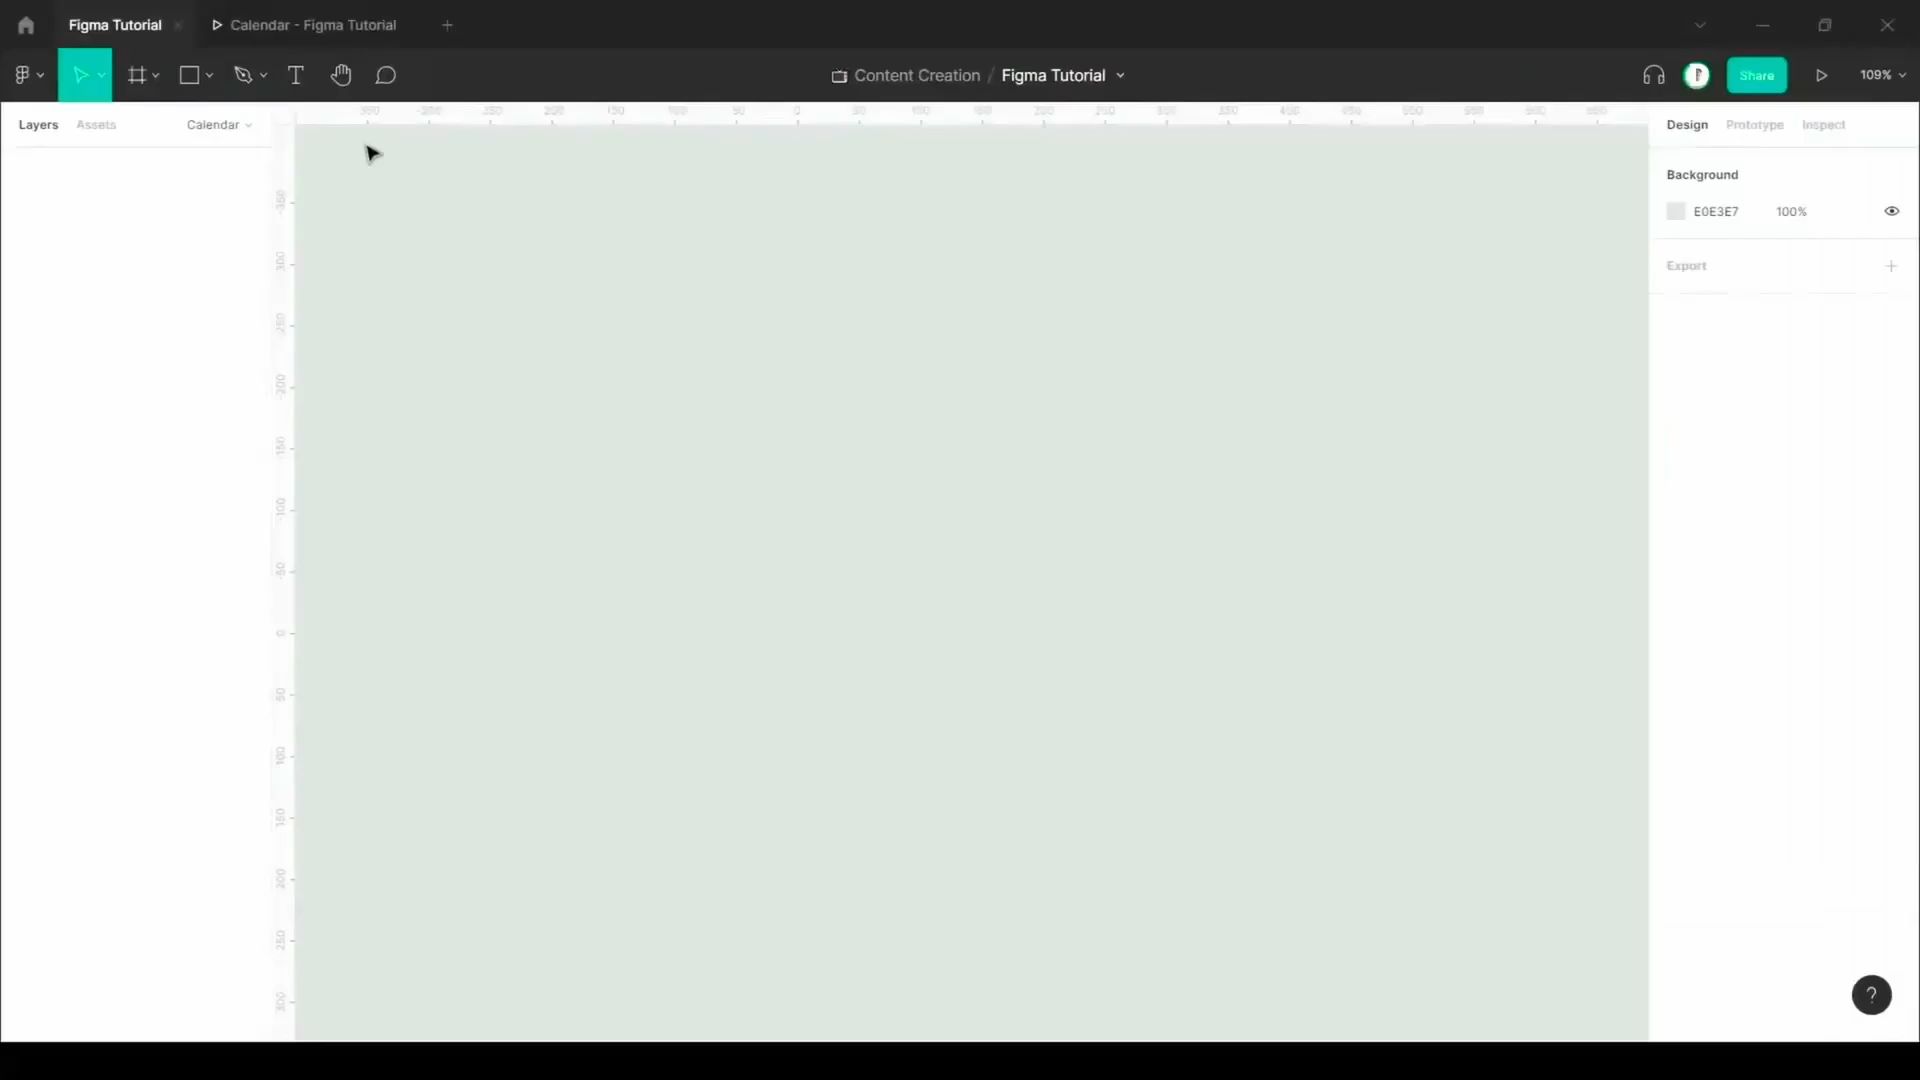 Figma Tutorial
Calendar - Figma Tutorial
Content Creation / Figma Tutorial
Share
109%
Layers
Assets
Calendar
Design
Prototype
Inspect
Background
E0E3E7
100%
Export
?